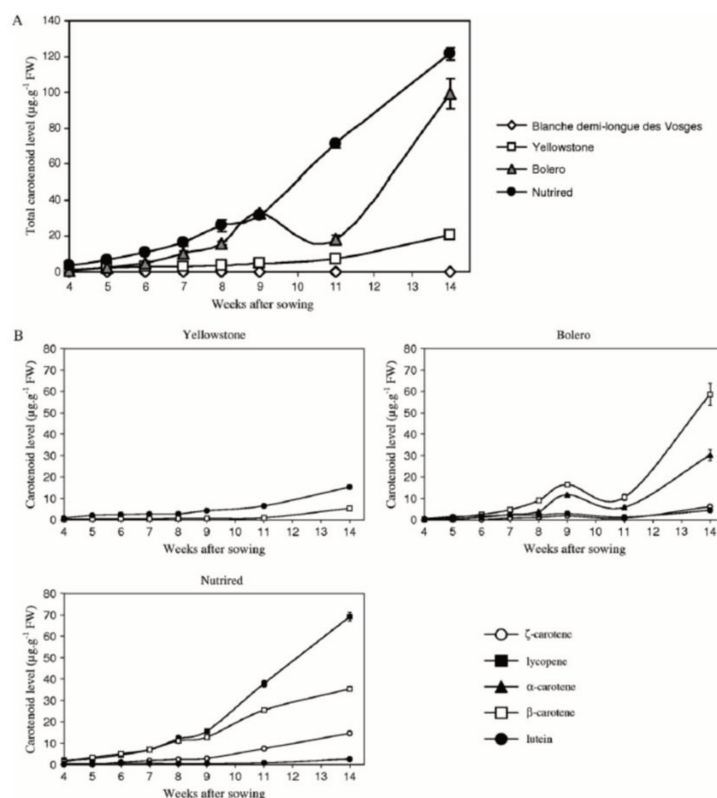 A
Total carotenoid level (µg.g⁻¹ FW)
140
120
100
80
60
40
20
0
4 5 6 7 8 9 10 11 12 13 14
Weeks after sowing
Blanche demi-longue des Vosges
Yellowstone
Bolero
Nutrired
B
Yellowstone
Carotenoid level (µg.g⁻¹ FW)
80
70
60
50
40
30
20
10
0
4 5 6 7 8 9 10 11 12 13 14
Weeks after sowing
Bolero
Carotenoid level (µg.g⁻¹ FW)
80
70
60
50
40
30
20
10
0
4 5 6 7 8 9 10 11 12 13 14
Weeks after sowing
Nutrired
Carotenoid level (µg.g⁻¹ FW)
80
70
60
50
40
30
20
10
0
4 5 6 7 8 9 10 11 12 13 14
Weeks after sowing
ζ-carotene
lycopene
α-carotene
β-carotene
lutein